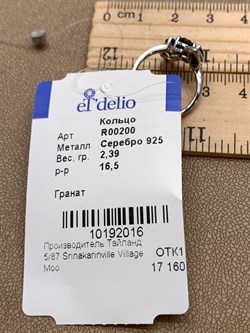 el'delio
Кольцо
Арт R00200
Металл Серебро 925
Вес, гр. 2,39
р-р 16,5
Гранат
10192016
Производитель Тайланд
5/87 Srinakarinville Village
Moo
ОТК1
17 160